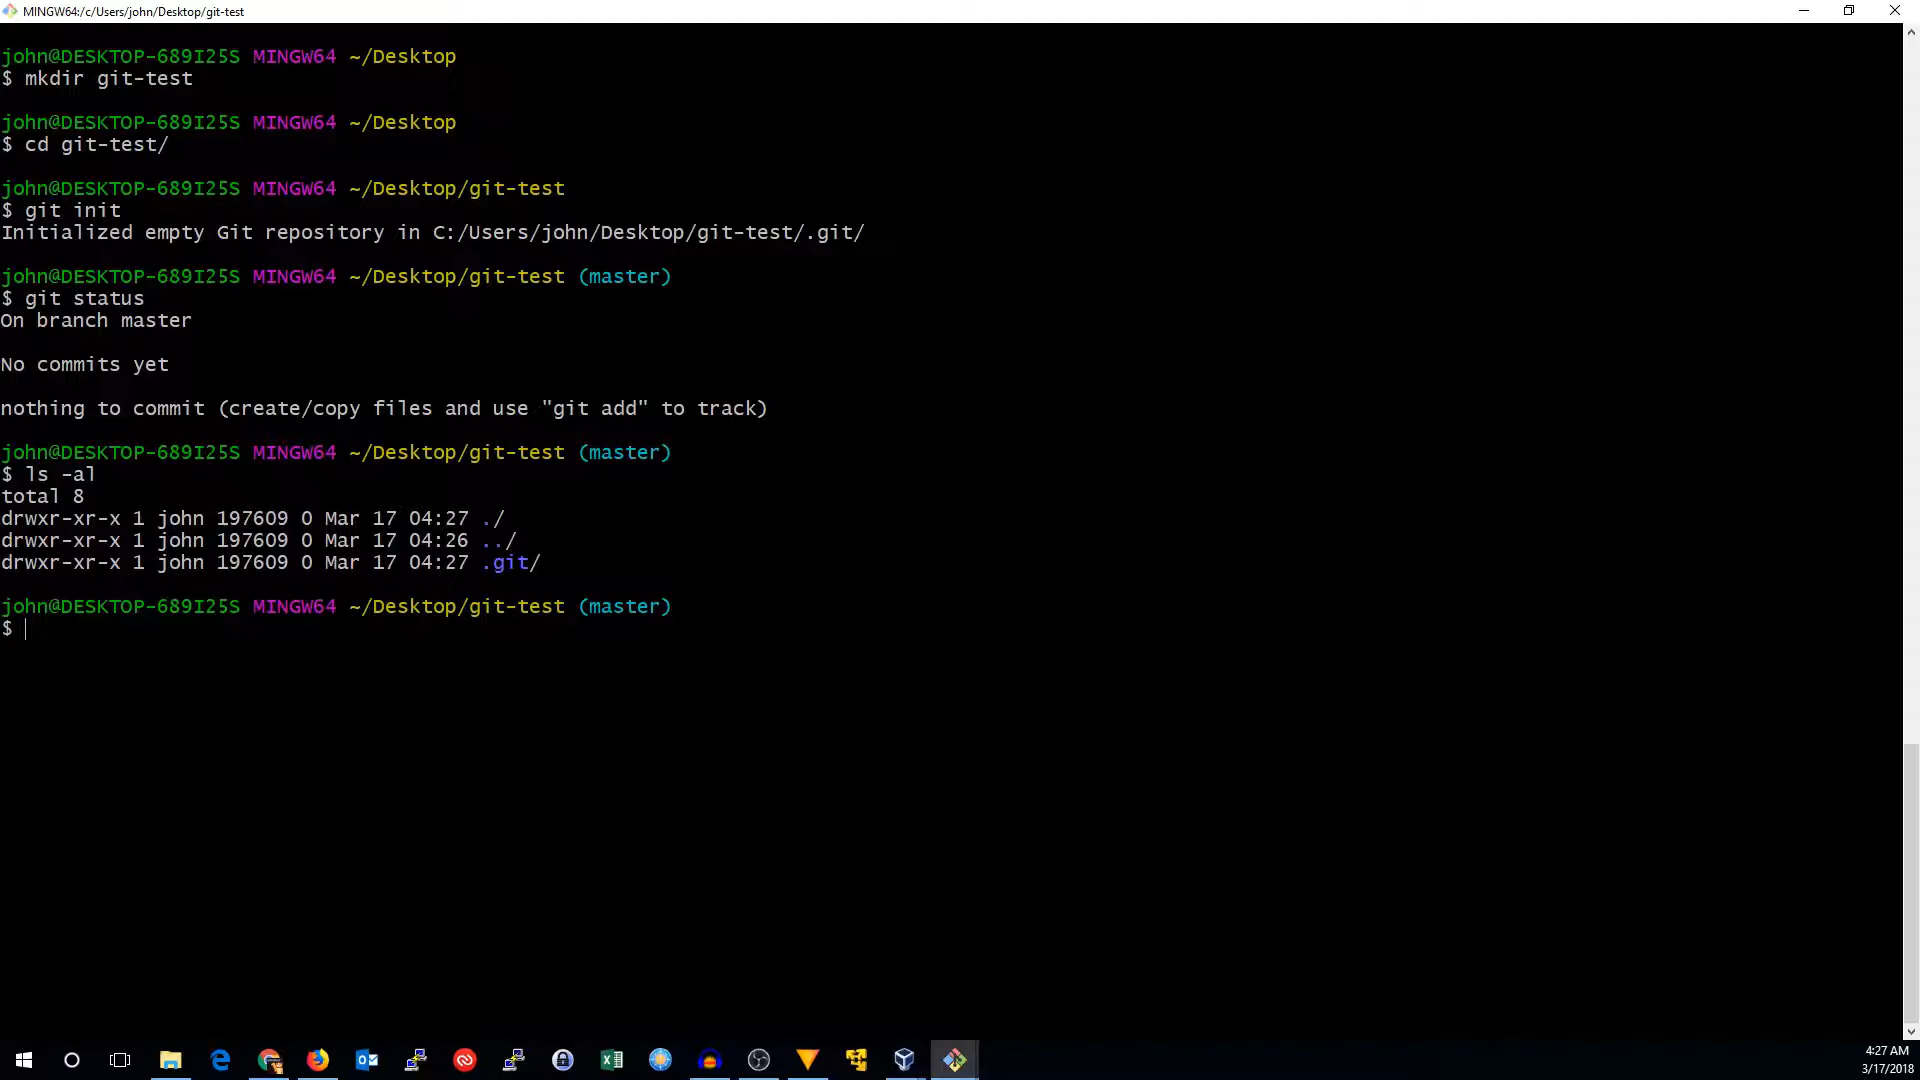 MINGW64:/c/Users/john/Desktop/git-test
john@DESKTOP-689I25S MINGW64 ~/Desktop
$ mkdir git-test
john@DESKTOP-689I25S MINGW64 ~/Desktop
$ cd git-test/
john@DESKTOP-689I25S MINGW64 ~/Desktop/git-test
$ git init
Initialized empty Git repository in C:/Users/john/Desktop/git-test/.git/
john@DESKTOP-689I25S MINGW64 ~/Desktop/git-test (master)
$ git status
On branch master
No commits yet
nothing to commit (create/copy files and use "git add" to track)
john@DESKTOP-689I25S MINGW64 ~/Desktop/git-test (master)
$ ls -al
total 8
drwxr-xr-x 1 john 197609 0 Mar 17 04:27 ./
drwxr-xr-x 1 john 197609 0 Mar 17 04:26 ../
drwxr-xr-x 1 john 197609 0 Mar 17 04:27 .git/
john@DESKTOP-689I25S MINGW64 ~/Desktop/git-test (master)
$
4:27 AM
3/17/2018